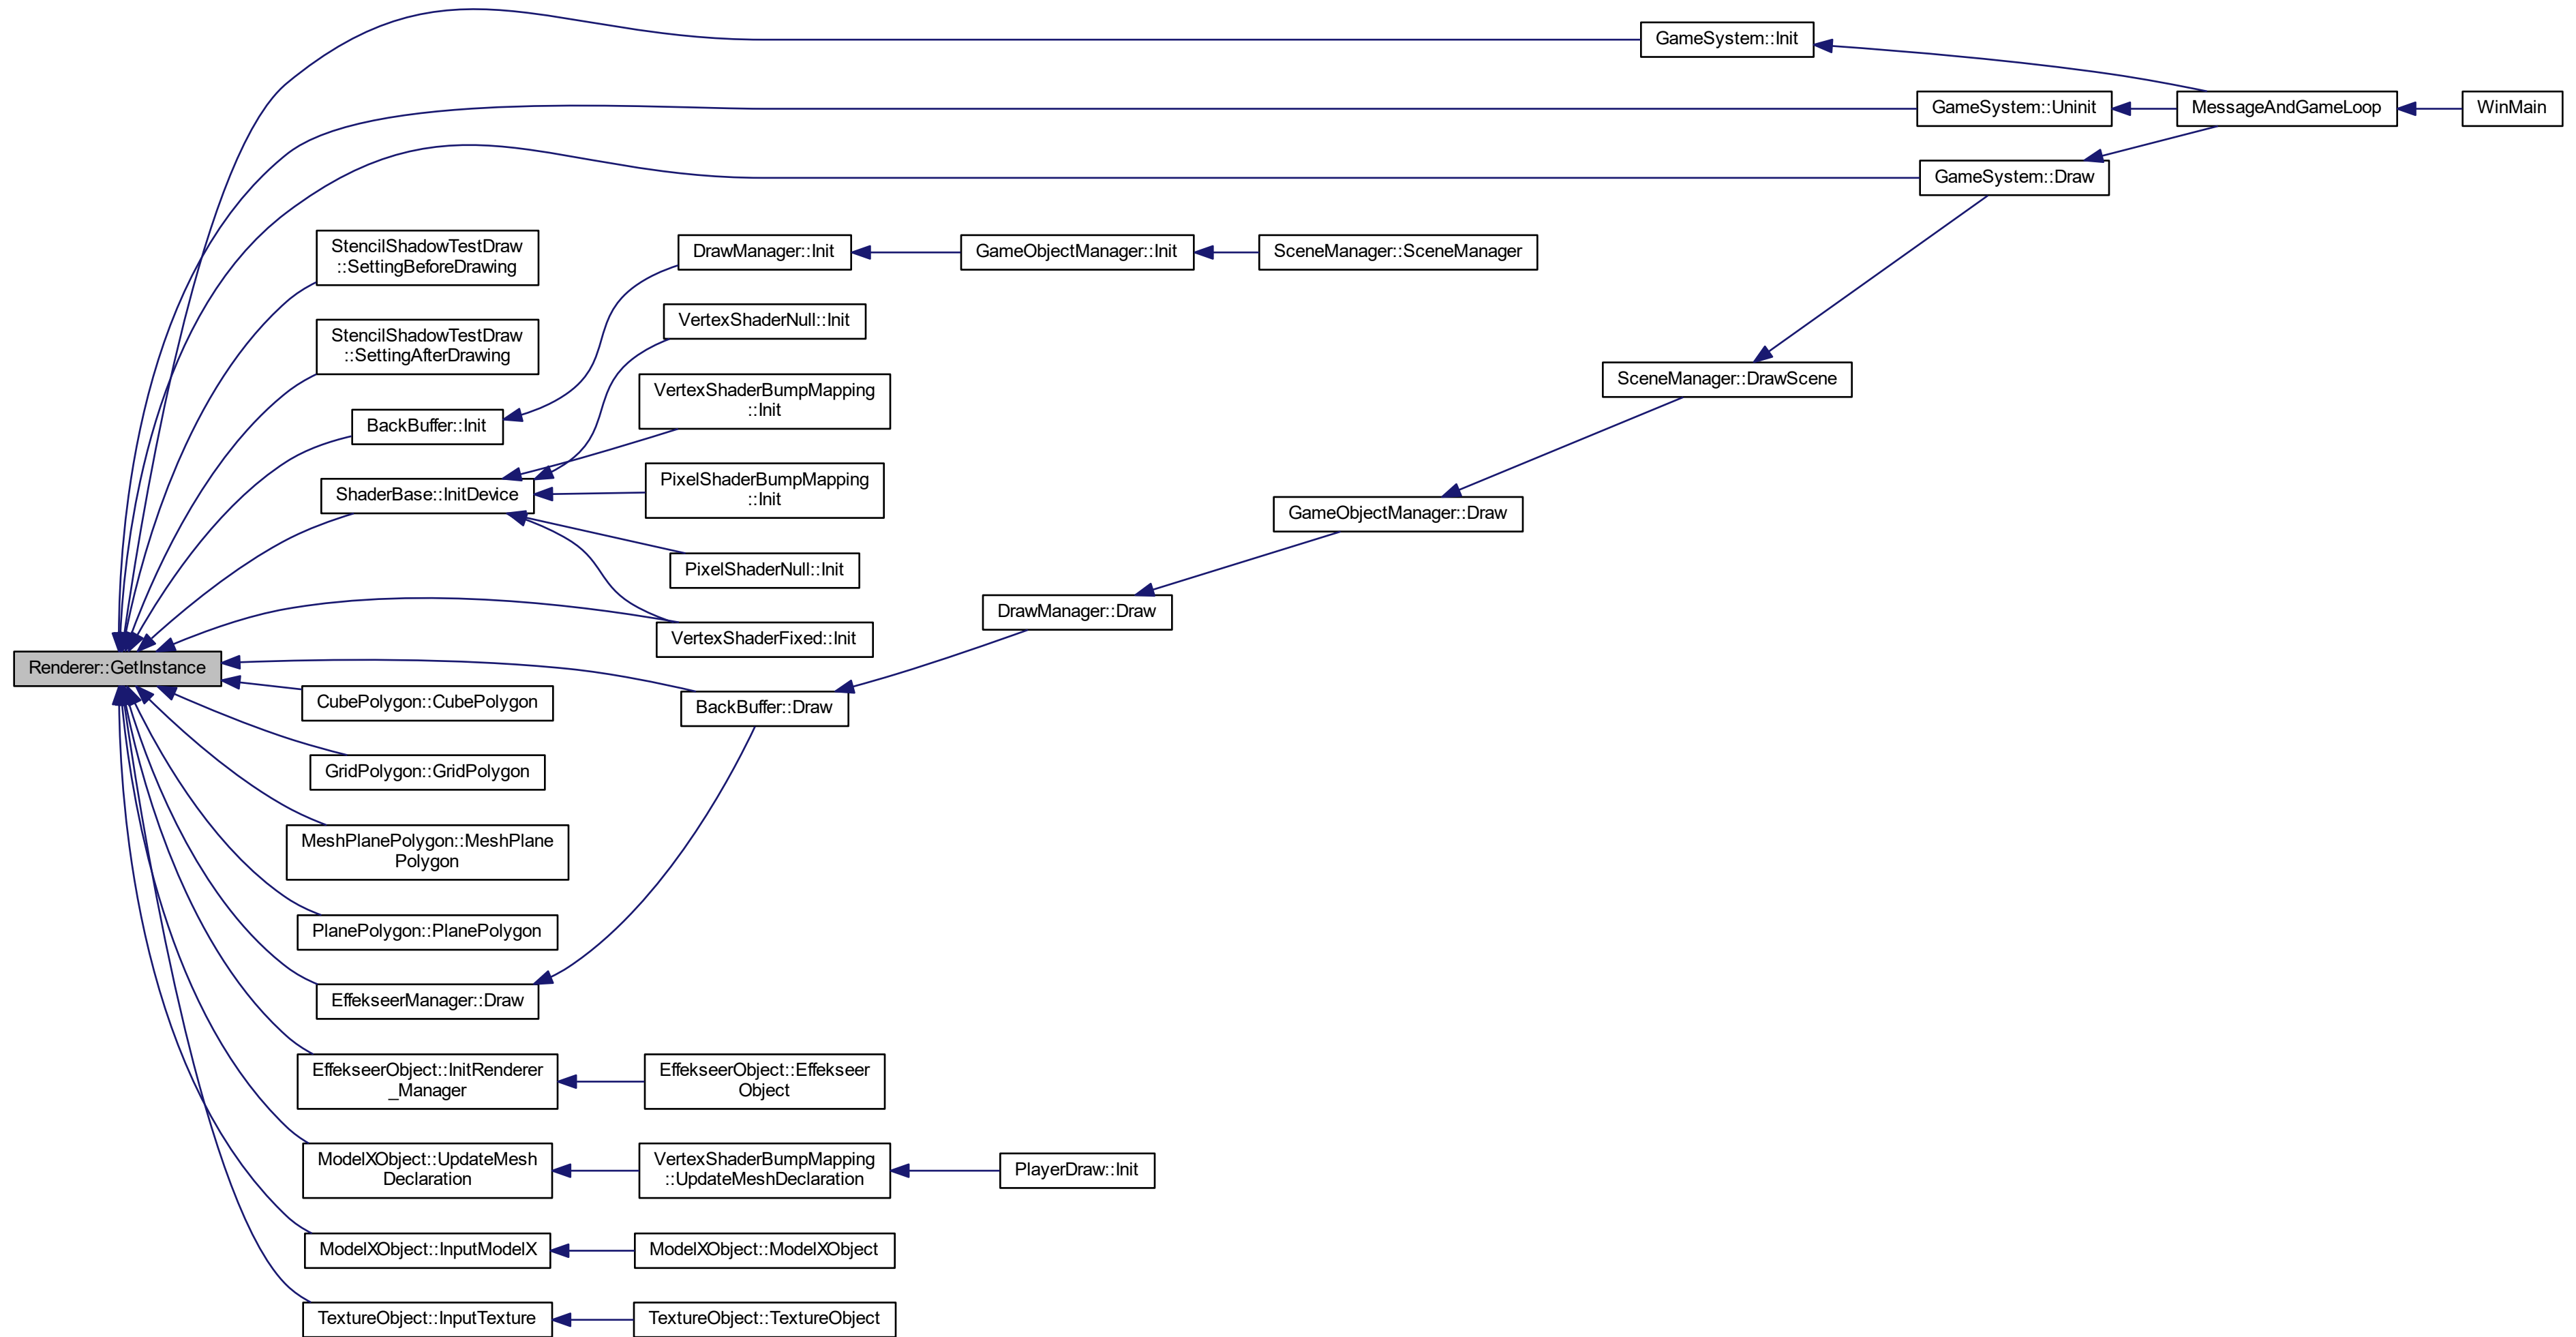 GameSystem::Init
GameSystem::Uninit
MessageAndGameLoop
WinMain
GameSystem::Draw
StencilShadowTestDraw
::SettingBeforeDrawing
DrawManager::Init
GameObjectManager::Init
SceneManager::SceneManager
VertexShaderNull::Init
StencilShadowTestDraw
::SettingAfterDrawing
SceneManager::DrawScene
VertexShaderBumpMapping
::Init
BackBuffer::Init
PixelShaderBumpMapping
::Init
ShaderBase::InitDevice
GameObjectManager::Draw
PixelShaderNull::Init
DrawManager::Draw
VertexShaderFixed::Init
Renderer::GetInstance
CubePolygon::CubePolygon
BackBuffer::Draw
GridPolygon::GridPolygon
MeshPlanePolygon::MeshPlane
Polygon
PlanePolygon::PlanePolygon
EffekseerManager::Draw
EffekseerObject::InitRenderer
_Manager
EffekseerObject::Effekseer
Object
ModelXObject::UpdateMesh
Declaration
VertexShaderBumpMapping
::UpdateMeshDeclaration
PlayerDraw::Init
ModelXObject::InputModelX
ModelXObject::ModelXObject
TextureObject::InputTexture
TextureObject::TextureObject